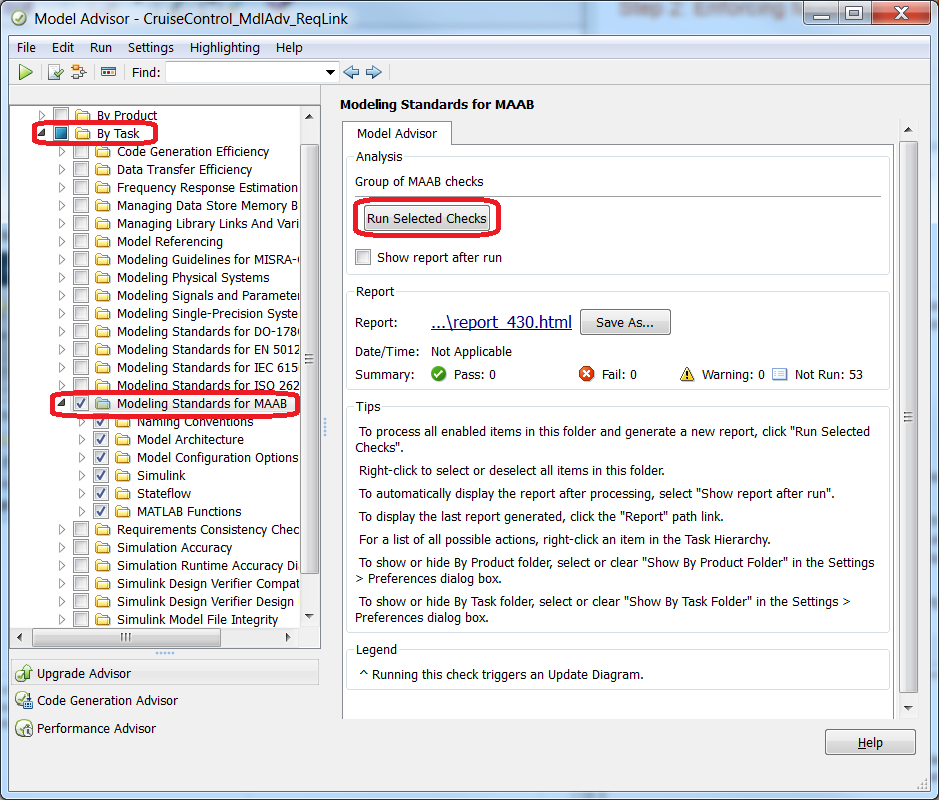 Model Advisor - CruiseControl_MdlAdv_ReqLink
File Edit Run Settings Highlighting Help
Find:
By Product
By Task
Code Generation Efficiency
Data Transfer Efficiency
Frequency Response Estimation
Managing Data Store Memory B
Managing Library Links And Vari
Model Referencing
Modeling Guidelines for MISRA-
Modeling Physical Systems
Modeling Signals and Parameter
Modeling Single-Precision Syste
Modeling Standards for DO-178
Modeling Standards for EN 5012
Modeling Standards for IEC 615
Modeling Standards for ISO 262
Modeling Standards for MAAB
Naming Conventions
Model Architecture
Model Configuration Options
Simulink
Stateflow
MATLAB Functions
Requirements Consistency Chec
Simulation Accuracy
Simulation Runtime Accuracy Di
Simulink Design Verifier Compat
Simulink Design Verifier Design
Simulink Model File Integrity
Upgrade Advisor
Code Generation Advisor
Performance Advisor
Modeling Standards for MAAB
Model Advisor
Analysis
Group of MAAB checks
Run Selected Checks
Show report after run
Report
Report: ...\report_430.html Save As...
Date/Time: Not Applicable
Summary: Pass: 0 Fail: 0 Warning: 0 Not Run: 53
Tips
To process all enabled items in this folder and generate a new report, click "Run Selected
Checks".
Right-click to select or deselect all items in this folder.
To automatically display the report after processing, select "Show report after run".
To display the last report generated, click the "Report" path link.
For a list of all possible actions, right-click an item in the Task Hierarchy.
To show or hide By Product folder, select or clear "Show By Product Folder" in the Settings
> Preferences dialog box.
To show or hide By Task folder, select or clear "Show By Task Folder" in the Settings >
Preferences dialog box.
Legend
^ Running this check triggers an Update Diagram.
Help